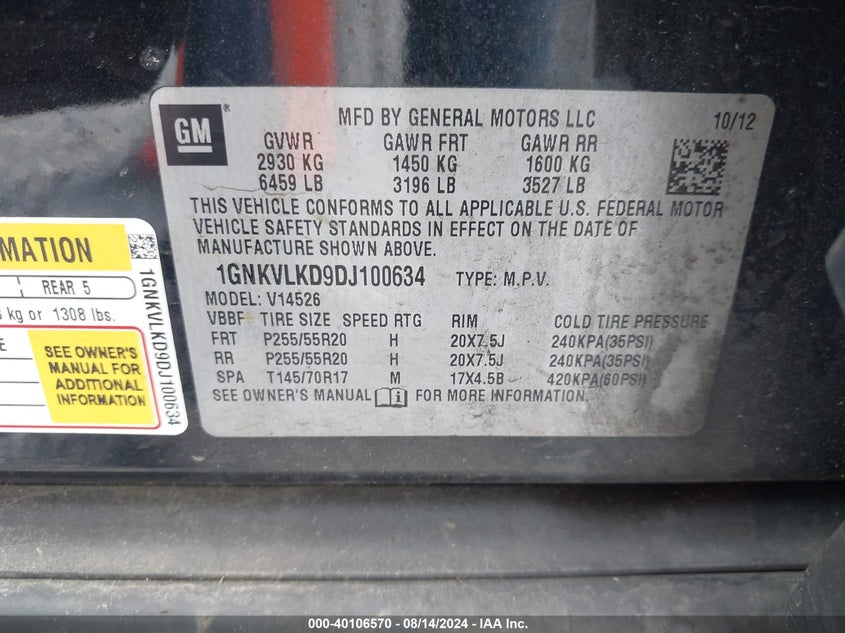 GM
MFD BY GENERAL MOTORS LLC 10/12
GVWR GAWR FRT GAWR RR
2930 KG 1450 KG 1600 KG
6459 LB 3196 LB 3527 LB
THIS VEHICLE CONFORMS TO ALL APPLICABLE U.S. FEDERAL MOTOR
VEHICLE SAFETY STANDARDS IN EFFECT ON THE DATE OF
MANUFACTURE SHOWN ABOVE.
1GNKVLKD9DJ100634 TYPE: M.P.V.
MODEL: V14526
VBBF TIRE SIZE SPEED RTG RIM COLD TIRE PRESSURE
FRT P255/55R20 H 20X7.5J 240KPA(35PSI)
RR P255/55R20 H 20X7.5J 240KPA(35PSI)
SPA T145/70R17 M 17X4.5B 420KPA(60PSI)
SEE OWNER'S MANUAL FOR MORE INFORMATION.
MATION
REAR 5
kg or 1308 lbs.
SEE OWNER'S
MANUAL FOR
ADDITIONAL
INFORMATION
1GNKVLKD9DJ100634
000-40106570 - 08/14/2024 - IAA Inc.